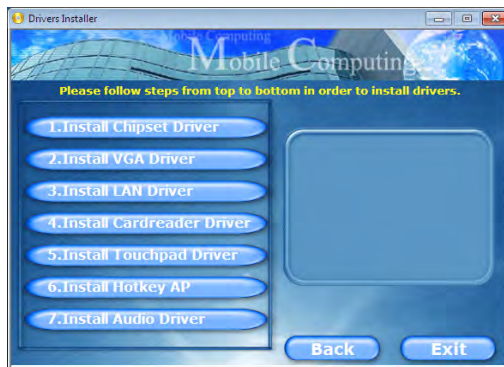 Drivers Installer
Mobile Computing
Mobile Computing
Please follow steps from top to bottom in order to install drivers.
1.Install Chipset Driver
2.Install VGA Driver
3.Install LAN Driver
4.Install Cardreader Driver
5.Install Touchpad Driver
6.Install Hotkey AP
7.Install Audio Driver
Back
Exit